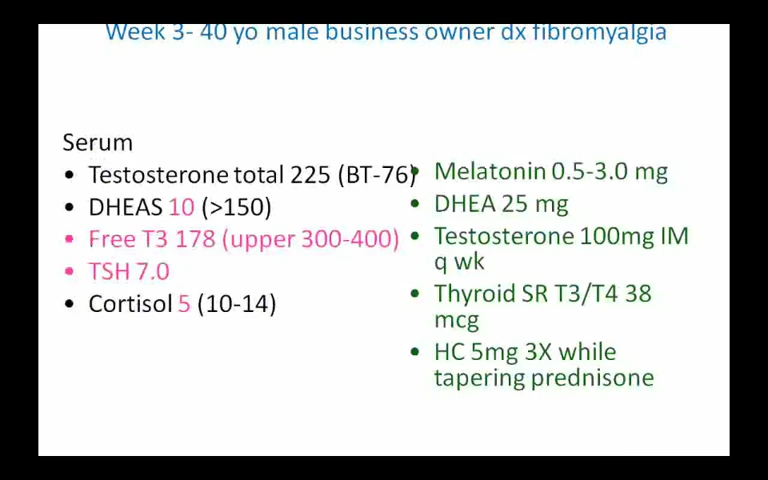 Week 3- 40 yo male business owner dx fibromyalgia
Serum
• Testosterone total 225 (BT-76)
• DHEAS 10 (>150)
• Free T3 178 (upper 300-400)
• TSH 7.0
• Cortisol 5 (10-14)
• Melatonin 0.5-3.0 mg
• DHEA 25 mg
• Testosterone 100mg IM
q wk
• Thyroid SR T3/T4 38
mcg
• HC 5mg 3X while
tapering prednisone